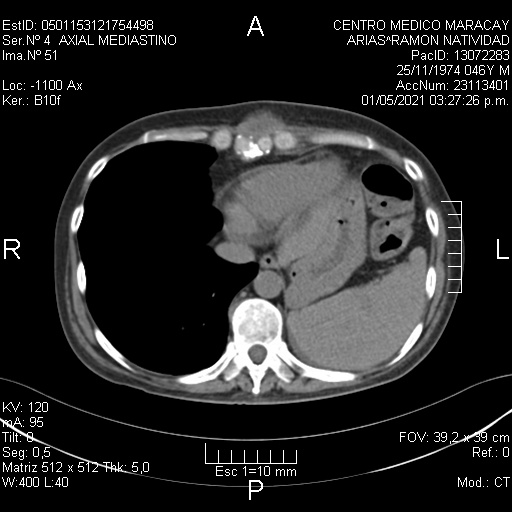 EstID: 0501153121754498
Ser.Nº 4 AXIAL MEDIASTINO
Ima.Nº 51
Loc: -1100 Ax
Ker.: B10f
A
CENTRO MEDICO MARACAY
ARIAS^RAMON NATIVIDAD
PacID: 13072283
25/11/1974 046Y M
AccNum: 23113401
01/05/2021 03:27:26 p.m.
R
L
KV: 120
mA: 95
Tilt: 0
Seg: 0,5
Matriz 512 x 512 Thk: 5,0
W:400 L:40
Esc 1=10 mm
P
FOV: 39,2 x 39 cm
Ref.: 0
Mod.: CT